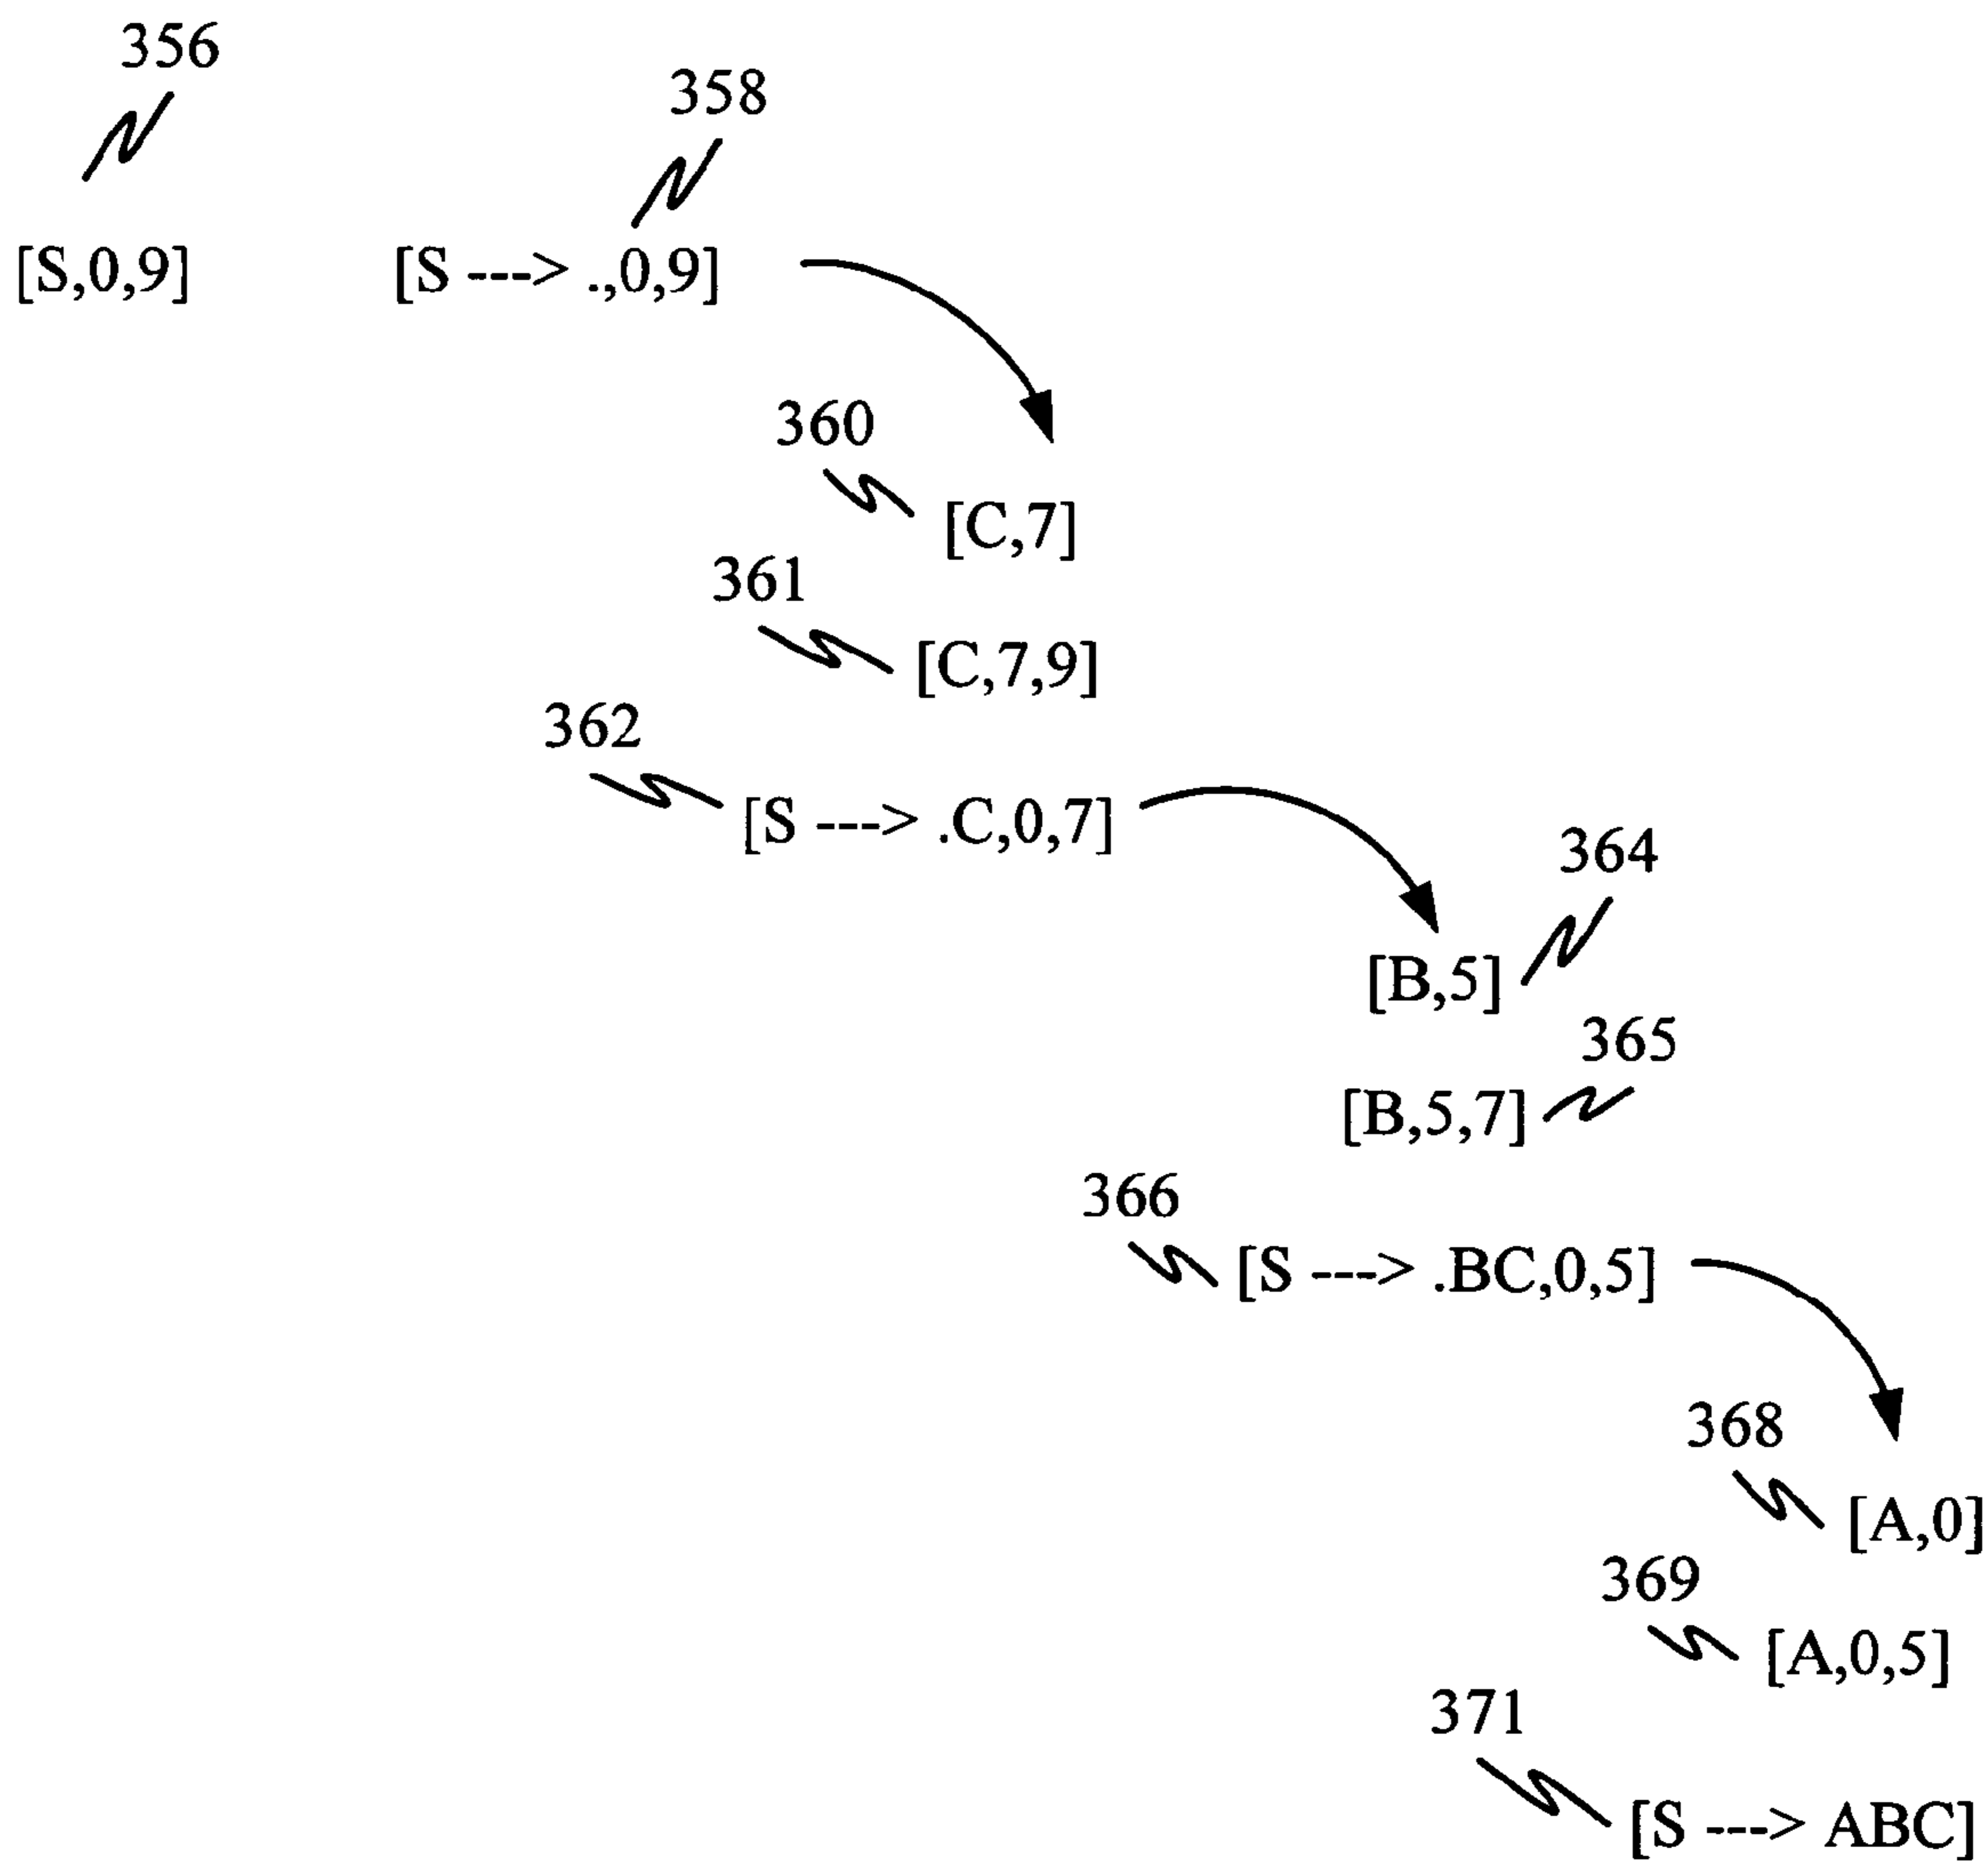 356
358
[S,0,9] [S ---> .,0,9]
360
[C,7]
361
[C,7,9]
362
[S ---> .C,0,7]
364
[B,5]
365
[B,5,7]
366
[S ---> .BC,0,5]
368
[A,0]
369
[A,0,5]
371
[S ---> ABC]